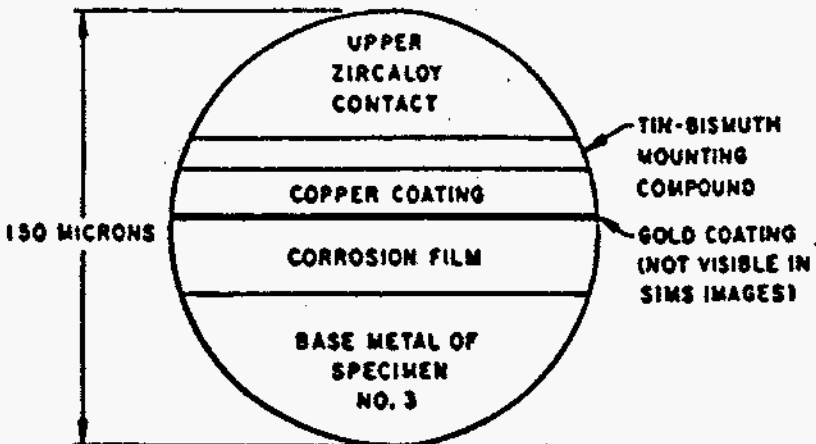 UPPER
ZIRCALOY
CONTACT
TIN-BISMUTH
MOUNTING
COMPOUND
COPPER COATING
150 MICRONS
GOLD COATING
(NOT VISIBLE IN
SIMS IMAGES)
CORROSION FILM
BASE METAL OF
SPECIMEN
NO. 3